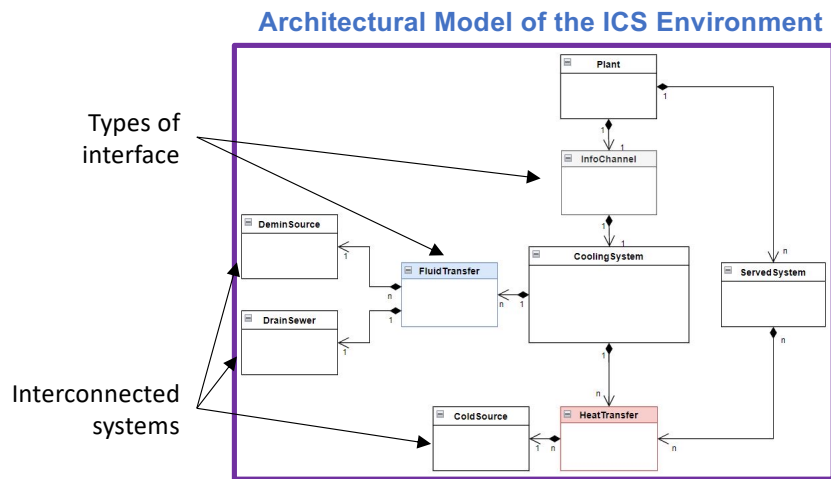 Architectural Model of the ICS Environment
Plant
1
1
Types of
interface
1
InfoChannel
1
1
n
DeminSource
1
FluidTransfer
n
1
n
1
CoolingSystem
1
ServedSystem
n
DrainSewer
1
Interconnected
systems
n
ColdSource
1
n
HeatTransfer
n